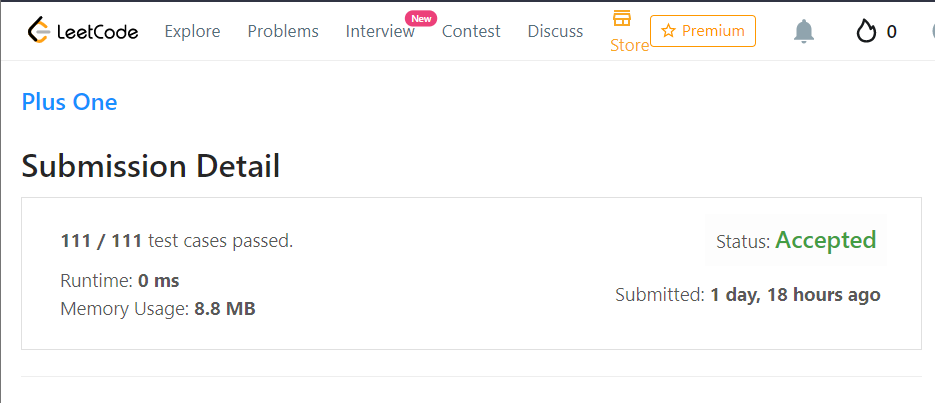 LeetCode Explore Problems Interview New Contest Discuss Store Premium 0
Plus One
Submission Detail
111 / 111 test cases passed.
Status: Accepted
Runtime: 0 ms
Submitted: 1 day, 18 hours ago
Memory Usage: 8.8 MB